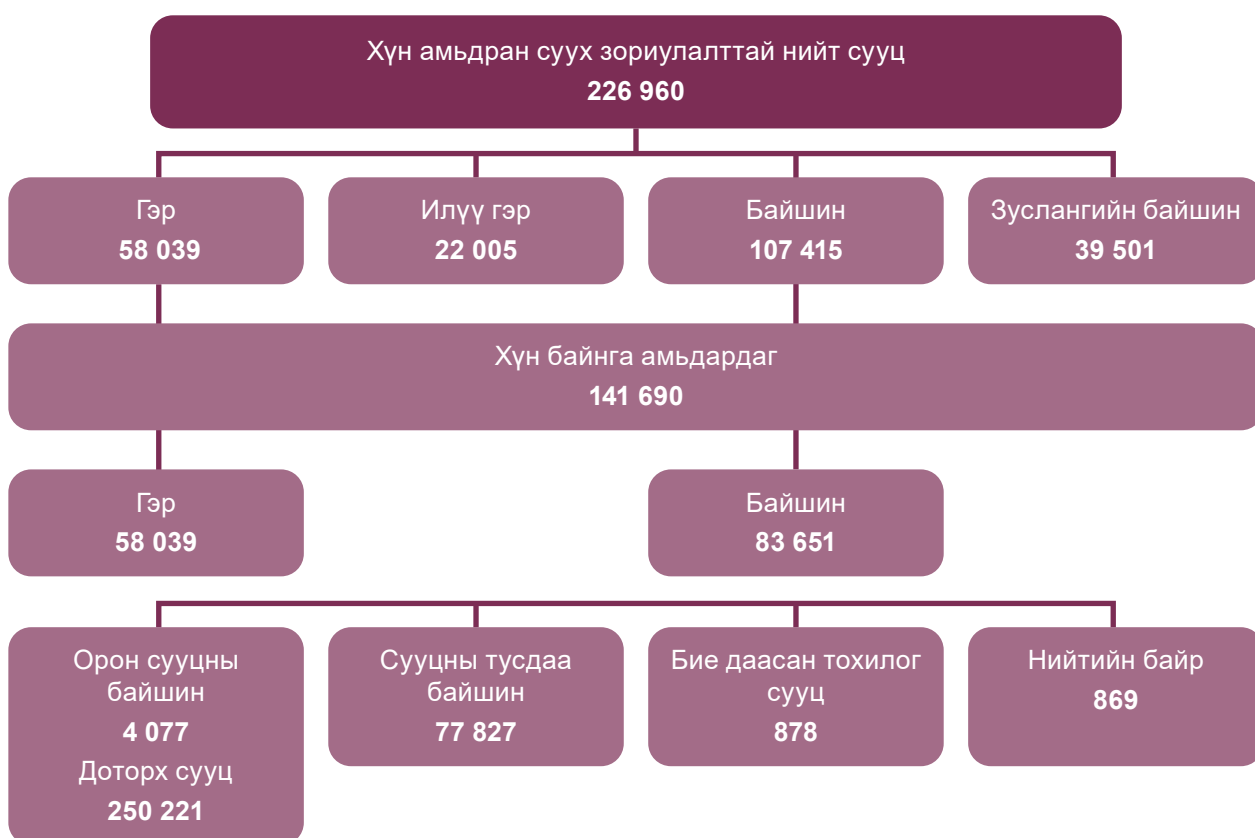 Хүн амьдран суух зориулалттай нийт сууц
226 960
Гэр
58 039
Илүү гэр
22 005
Байшин
107 415
Зуслангийн байшин
39 501
Хүн байнга амьдардаг
141 690
Гэр
58 039
Байшин
83 651
Орон сууцны
байшин
4 077
Доторх сууц
250 221
Сууцны тусдаа
байшин
77 827
Бие даасан тохилог
сууц
878
Нийтийн байр
869